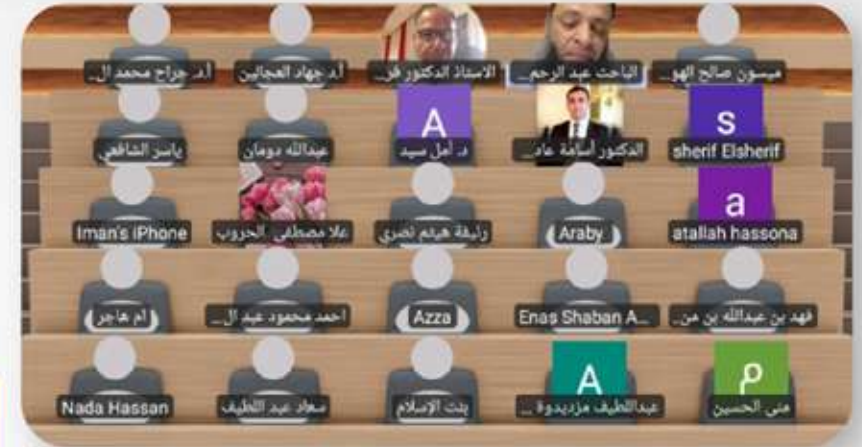 أ.د. جراح محمد ال...
أ.د جهاد المجالين
الاستاذ الدكتور فر...
الباحث عبد الرحم...
ميسون صالح الهو...
ياسر الشافعي
عبدالله دومان
A
د. أمل سيد
الدكتور أسامة عاد...
s
sherif Elsherif
Iman's iPhone
علا مصطفى الحروب
رئيفة هيثم نصري
Araby
a
atallah hassona
ام هاجر
احمد محمود عبد ال...
Azza
Enas Shaban A...
فهد بن عبدالله بن من...
Nada Hassan
سعاد عبد اللطيف
بنت الإسلام
A
عبداللطيف مزديدوة ...
م
منى الحسين